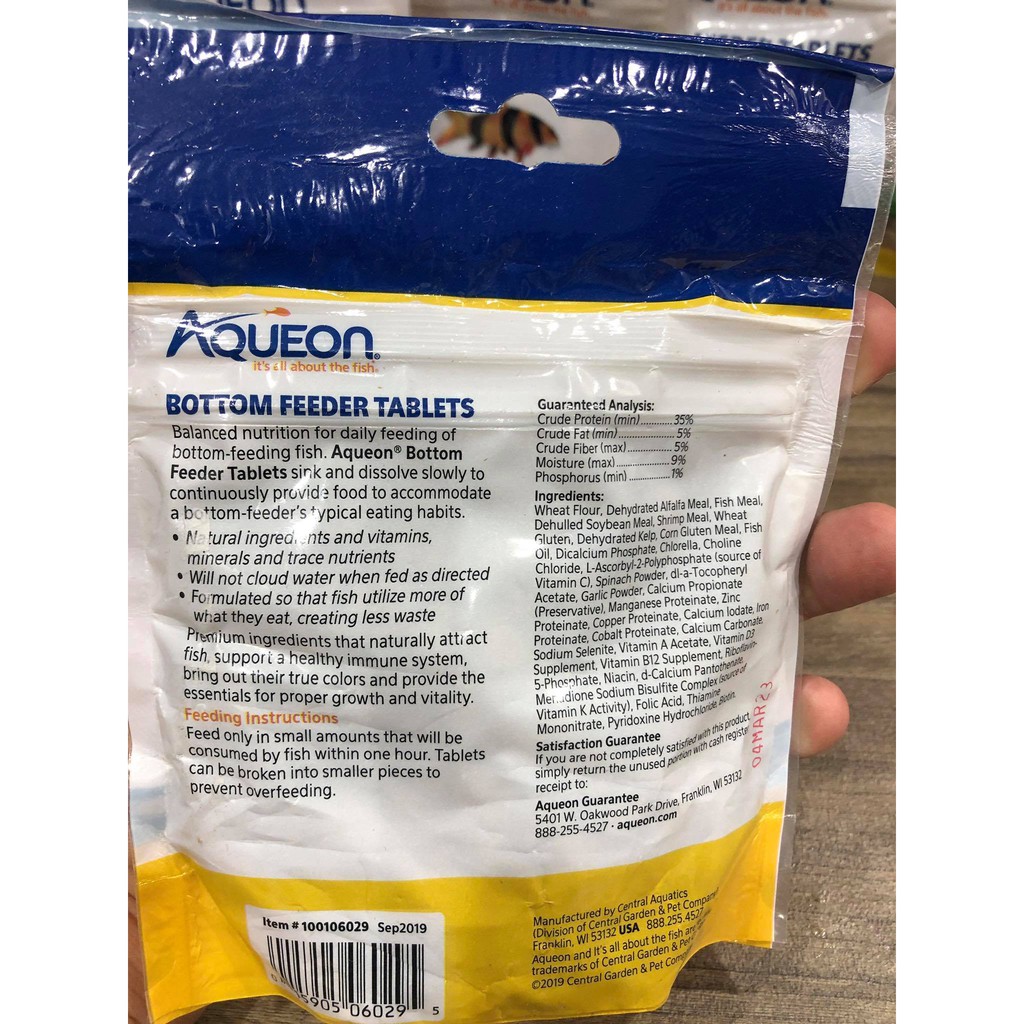 it's all about the fish
TABLETS
AQUEON®
it's all about the fish®
BOTTOM FEEDER TABLETS
Balanced nutrition for daily feeding of
bottom-feeding fish. Aqueon® Bottom
Feeder Tablets sink and dissolve slowly to
continuously provide food to accommodate
a bottom-feeder's typical eating habits.
• Natural ingredients and vitamins,
minerals and trace nutrients
• Will not cloud water when fed as directed
• Formulated so that fish utilize more of
what they eat, creating less waste
Premium ingredients that naturally attract
fish, support a healthy immune system,
bring out their true colors and provide the
essentials for proper growth and vitality.
Feeding Instructions
Feed only in small amounts that will be
consumed by fish within one hour. Tablets
can be broken into smaller pieces to
prevent overfeeding.
Guaranteed Analysis:
Crude Protein (min)............35%
Crude Fat (min)....................5%
Crude Fiber (max)................5%
Moisture (max).....................9%
Phosphorus (min)................1%
Ingredients:
Wheat Flour, Dehydrated Alfalfa Meal, Fish Meal,
Dehulled Soybean Meal, Shrimp Meal, Wheat
Gluten, Dehydrated Kelp, Corn Gluten Meal, Fish
Oil, Dicalcium Phosphate, Chlorella, Choline
Chloride, L-Ascorbyl-2-Polyphosphate (source of
Vitamin C), Spinach Powder, dl-a-Tocopheryl
Acetate, Garlic Powder, Calcium Propionate
(Preservative), Manganese Proteinate, Zinc
Proteinate, Copper Proteinate, Calcium Iodate, Iron
Proteinate, Cobalt Proteinate, Calcium Carbonate,
Sodium Selenite, Vitamin A Acetate, Vitamin D3
Supplement, Vitamin B12 Supplement, Riboflavin-
5-Phosphate, Niacin, d-Calcium Pantothenate,
Menadione Sodium Bisulfite Complex (source of
Vitamin K Activity), Folic Acid, Thiamine
Mononitrate, Pyridoxine Hydrochloride, Biotin.
Satisfaction Guarantee
If you are not completely satisfied with this product,
simply return the unused portion with cash register
receipt to:
Aqueon Guarantee
5401 W. Oakwood Park Drive, Franklin, WI 53132
888-255-4527 · aqueon.com
04MAR23
Item # 100106029 Sep2019
5905 06029 5
Manufactured by Central Aquatics
(Division of Central Garden & Pet Company)
Franklin, WI 53132 USA 888.255.4527
Aqueon and It's all about the fish are
trademarks of Central Garden & Pet
©2019 Central Garden & Pet Company